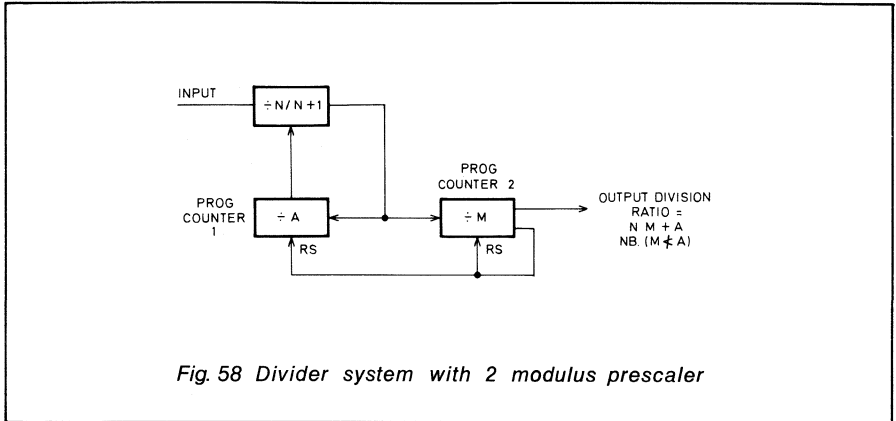 INPUT
÷ N / N + 1
PROG
COUNTER 2
PROG
COUNTER
1
÷ A
÷ M
OUTPUT DIVISION
RATIO =
N M + A
NB. (M ≮ A)
RS
RS
Fig. 58 Divider system with 2 modulus prescaler